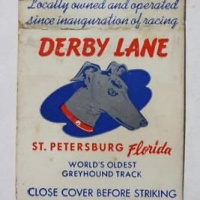 Locally owned and operated
since inauguration of racing
DERBY LANE
ST. PETERSBURG Florida
WORLD'S OLDEST
GREYHOUND TRACK
CLOSE COVER BEFORE STRIKING